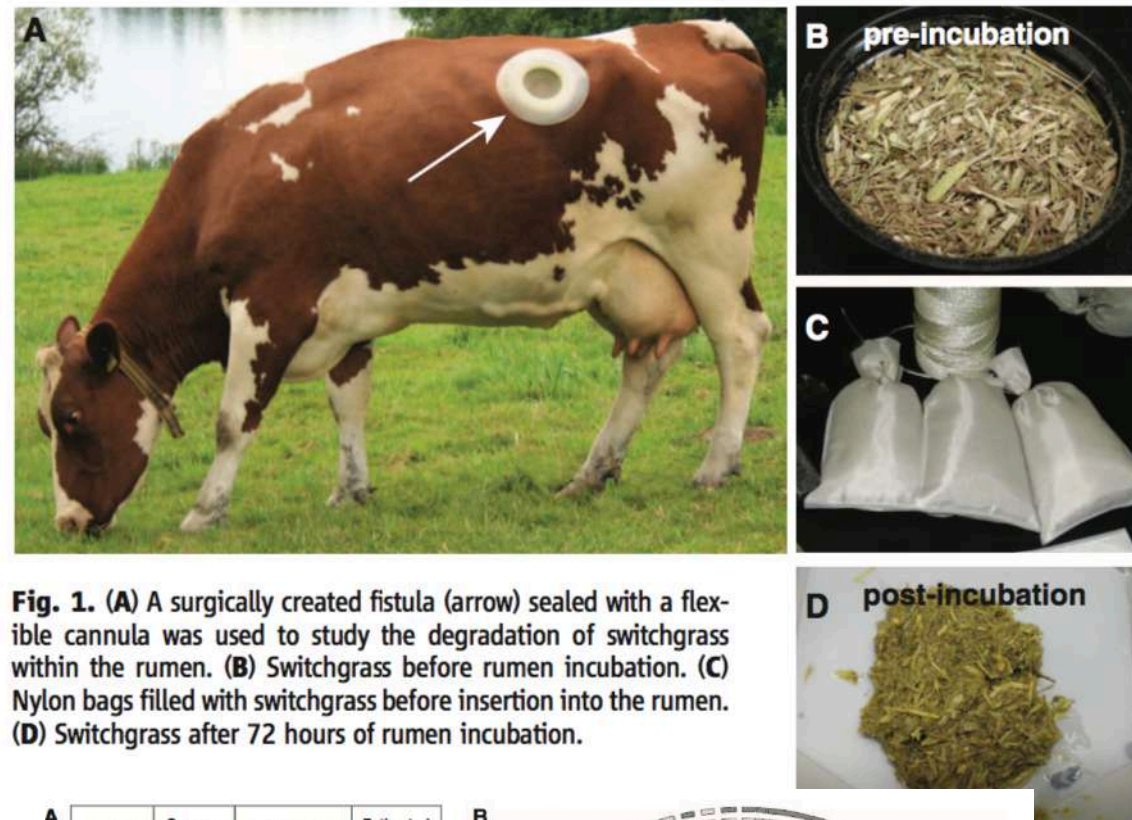 A
B pre-incubation
C
D post-incubation
Fig. 1. (A) A surgically created fistula (arrow) sealed with a flex-
ible cannula was used to study the degradation of switchgrass
within the rumen. (B) Switchgrass before rumen incubation. (C)
Nylon bags filled with switchgrass before insertion into the rumen.
(D) Switchgrass after 72 hours of rumen incubation.
A
B